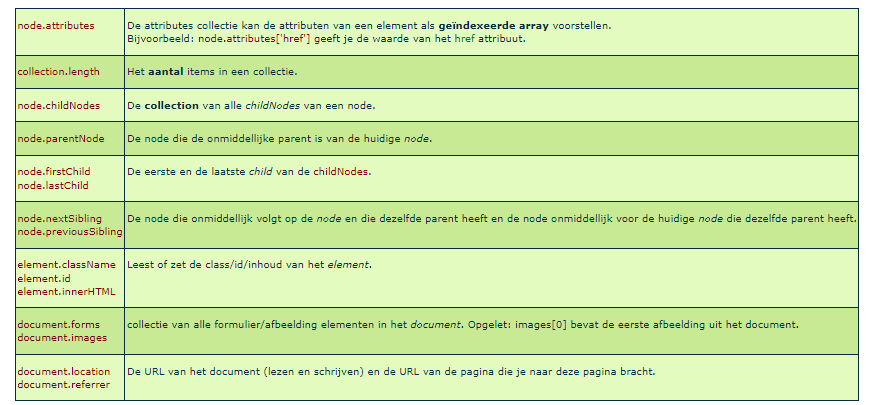 node.attributes
De attributes collectie kan de attributen van een element als geïndexeerde array voorstellen.
Bijvoorbeeld: node.attributes['href'] geeft je de waarde van het href attribuut.
collection.length
Het aantal items in een collectie.
node.childNodes
De collection van alle childNodes van een node.
node.parentNode
De node die de onmiddellijke parent is van de huidige node.
node.firstChild
node.lastChild
De eerste en de laatste child van de childNodes.
node.nextSibling
node.previousSibling
De node die onmiddellijk volgt op de node en die dezelfde parent heeft en de node onmiddellijk voor de huidige node die dezelfde parent heeft.
element.className
element.id
element.innerHTML
Leest of zet de class/id/inhoud van het element.
document.forms
document.images
collectie van alle formulier/afbeelding elementen in het document. Opgelet: images[0] bevat de eerste afbeelding uit het document.
document.location
document.referrer
De URL van het document (lezen en schrijven) en de URL van de pagina die je naar deze pagina bracht.